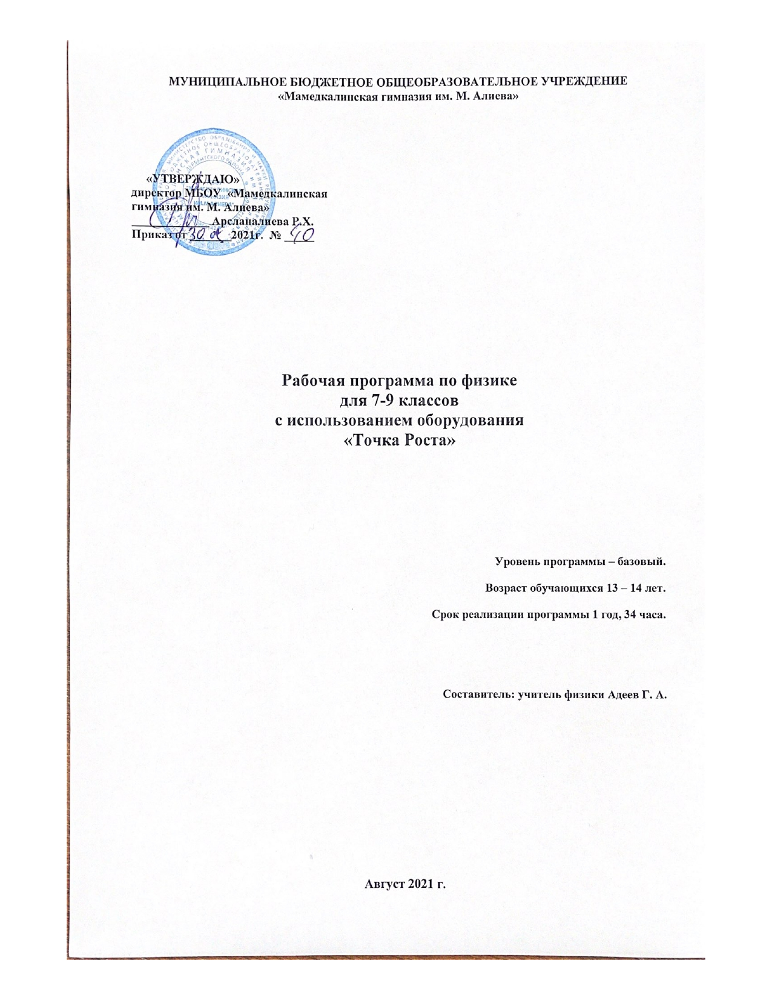 МУНИЦИПАЛЬНОЕ БЮДЖЕТНОЕ ОБЩЕОБРАЗОВАТЕЛЬНОЕ УЧРЕЖДЕНИЕ
«Мамедкалинская гимназия им. М. Алиева»
«УТВЕРЖДАЮ»
директор МБОУ «Мамедкалинская
гимназия им. М. Алиева»
_____________ Арсланалиева Р.Х.
Приказ от 30 08 2021г. № 40
Рабочая программа по физике
для 7-9 классов
с использованием оборудования
«Точка Роста»
Уровень программы – базовый.
Возраст обучающихся 13 – 14 лет.
Срок реализации программы 1 год, 34 часа.
Составитель: учитель физики Адеев Г. А.
Август 2021 г.